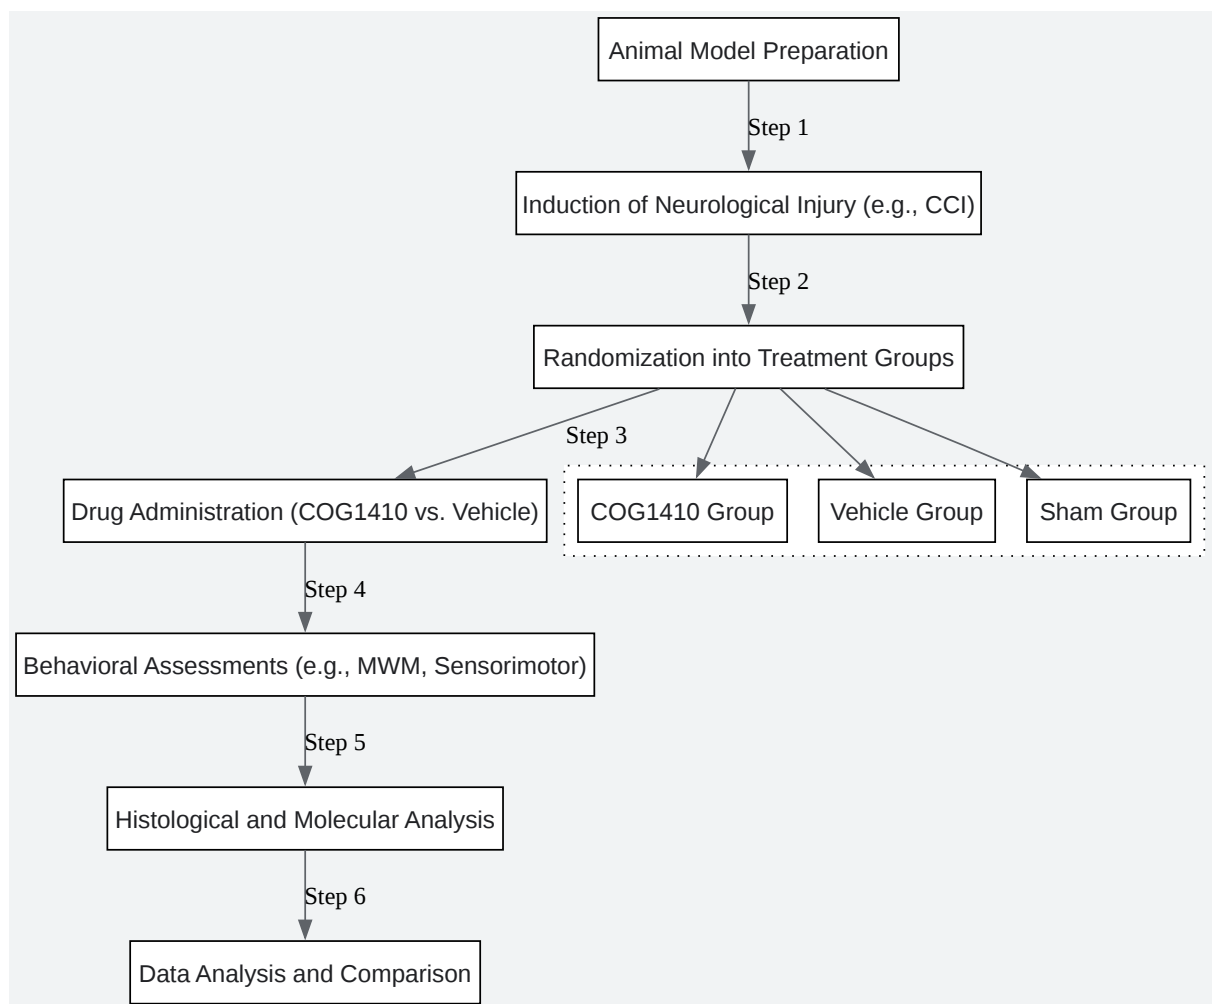 Animal Model Preparation
Step 1
Induction of Neurological Injury (e.g., CCI)
Step 2
Randomization into Treatment Groups
Step 3
Drug Administration (COG1410 vs. Vehicle)
COG1410 Group
Vehicle Group
Sham Group
Step 4
Behavioral Assessments (e.g., MWM, Sensorimotor)
Step 5
Histological and Molecular Analysis
Step 6
Data Analysis and Comparison